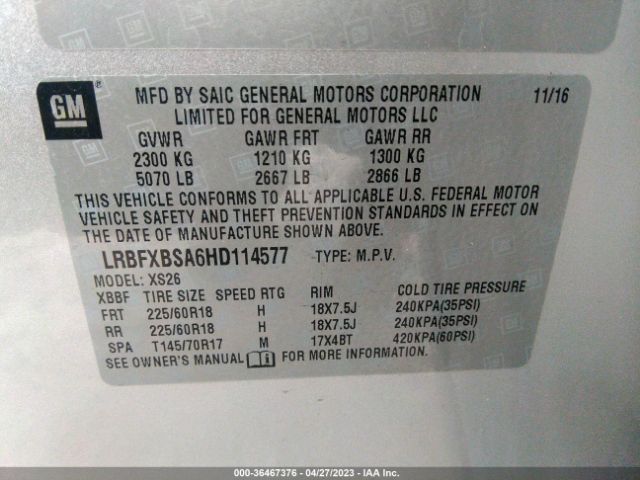 GM
MFD BY SAIC GENERAL MOTORS CORPORATION 11/16
LIMITED FOR GENERAL MOTORS LLC
GVWR GAWR FRT GAWR RR
2300 KG 1210 KG 1300 KG
5070 LB 2667 LB 2866 LB
THIS VEHICLE CONFORMS TO ALL APPLICABLE U.S. FEDERAL MOTOR
VEHICLE SAFETY AND THEFT PREVENTION STANDARDS IN EFFECT ON
THE DATE OF MANUFACTURE SHOWN ABOVE.
LRBFXBSA6HD114577 TYPE: M.P.V.
MODEL: XS26
XBBF TIRE SIZE SPEED RTG RIM COLD TIRE PRESSURE
FRT 225/60R18 H 18X7.5J 240KPA(35PSI)
RR 225/60R18 H 18X7.5J 240KPA(35PSI)
SPA T145/70R17 M 17X4BT 420KPA(60PSI)
SEE OWNER'S MANUAL FOR MORE INFORMATION.
000-36467376 - 04/27/2023 - IAA Inc.